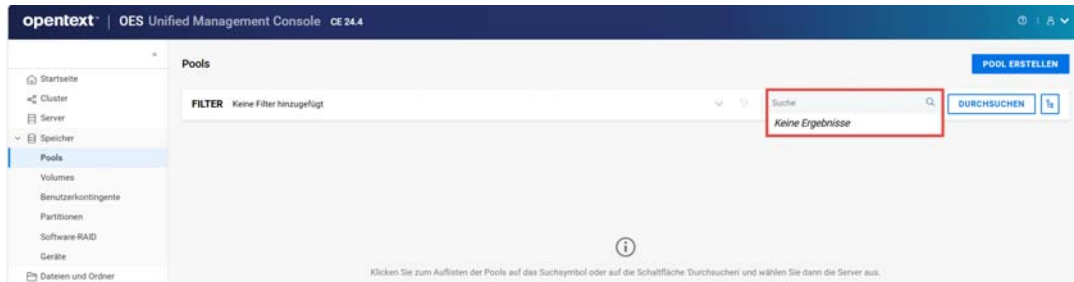 opentext™ | OES Unified Management Console CE 24.4
Startseite
Cluster
Server
Speicher
Pools
Volumes
Benutzerkontingente
Partitionen
Software-RAID
Geräte
Dateien und Ordner
Pools
POOL ERSTELLEN
FILTER Keine Filter hinzugefügt
Suche
DURCHSUCHEN
Keine Ergebnisse
Klicken Sie zum Auflisten der Pools auf das Suchsymbol oder auf die Schaltfläche 'Durchsuchen' und wählen Sie dann die Server aus.